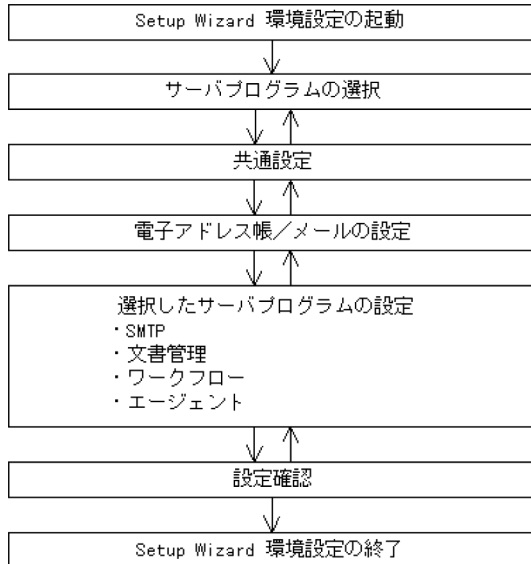 Setup Wizard 環境設定の起動
サーバプログラムの選択
共通設定
電子アドレス帳／メールの設定
選択したサーバプログラムの設定
・SMTP
・文書管理
・ワークフロー
・エージェント
設定確認
Setup Wizard 環境設定の終了